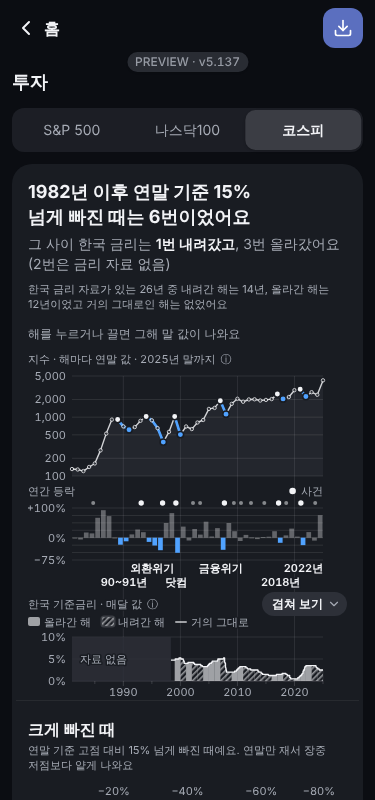 홈
PREVIEW · v5.137
투자
S&P 500 나스닥100 코스피
1982년 이후 연말 기준 15%
넘게 빠진 때는 6번이었어요
그 사이 한국 금리는 1번 내려갔고, 3번 올라갔어요
(2번은 금리 자료 없음)
한국 금리 자료가 있는 26년 중 내려간 해는 14년, 올라간 해는
12년이었고 거의 그대로인 해는 없었어요
해를 누르거나 끌면 그해 말 값이 나와요
지수 · 해마다 연말 값 · 2025년 말까지 ⓘ
5,000
2,000
1,000
500
200
100
연간 등락 사건
+100%
0%
−75%
외환위기 금융위기 2022년
90~91년 닷컴 2018년
한국 기준금리 · 매달 값 ⓘ 겹쳐 보기
올라간 해 내려간 해 거의 그대로
10%
5% 자료 없음
0%
1990 2000 2010 2020
크게 빠진 때
연말 기준 고점 대비 15% 넘게 빠진 때예요. 연말만 재서 장중
저점보다 얕게 나와요
−20% −40% −60% −80%